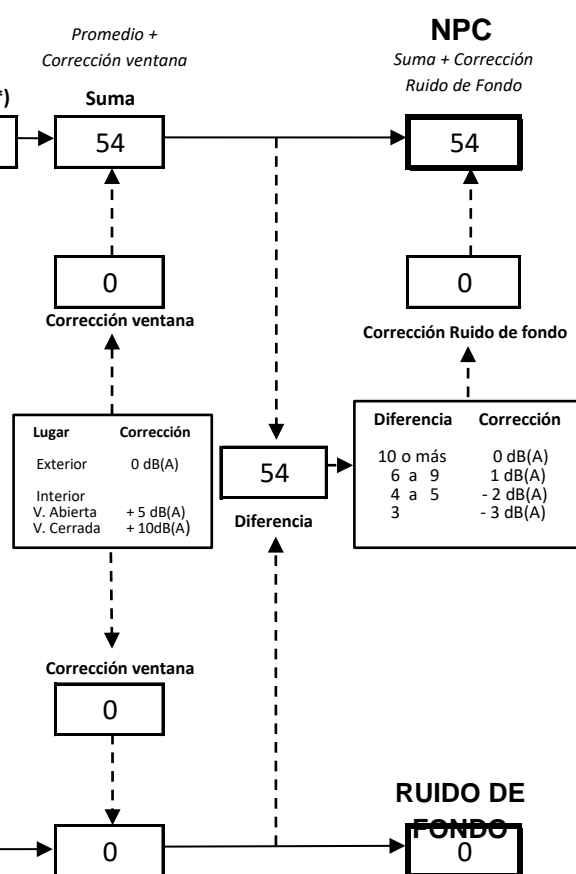 Promedio +
Corrección ventana
NPC
Suma + Corrección
Ruido de Fondo
*)
Suma
54
54
0
0
Corrección ventana
Corrección Ruido de fondo
Lugar Corrección
Exterior 0 dB(A)
Interior
V. Abierta + 5 dB(A)
V. Cerrada + 10dB(A)
54
Diferencia
Diferencia Corrección
10 o más 0 dB(A)
6 a 9 1 dB(A)
4 a 5 - 2 dB(A)
3 - 3 dB(A)
Corrección ventana
0
RUIDO DE
FONDO
0
0